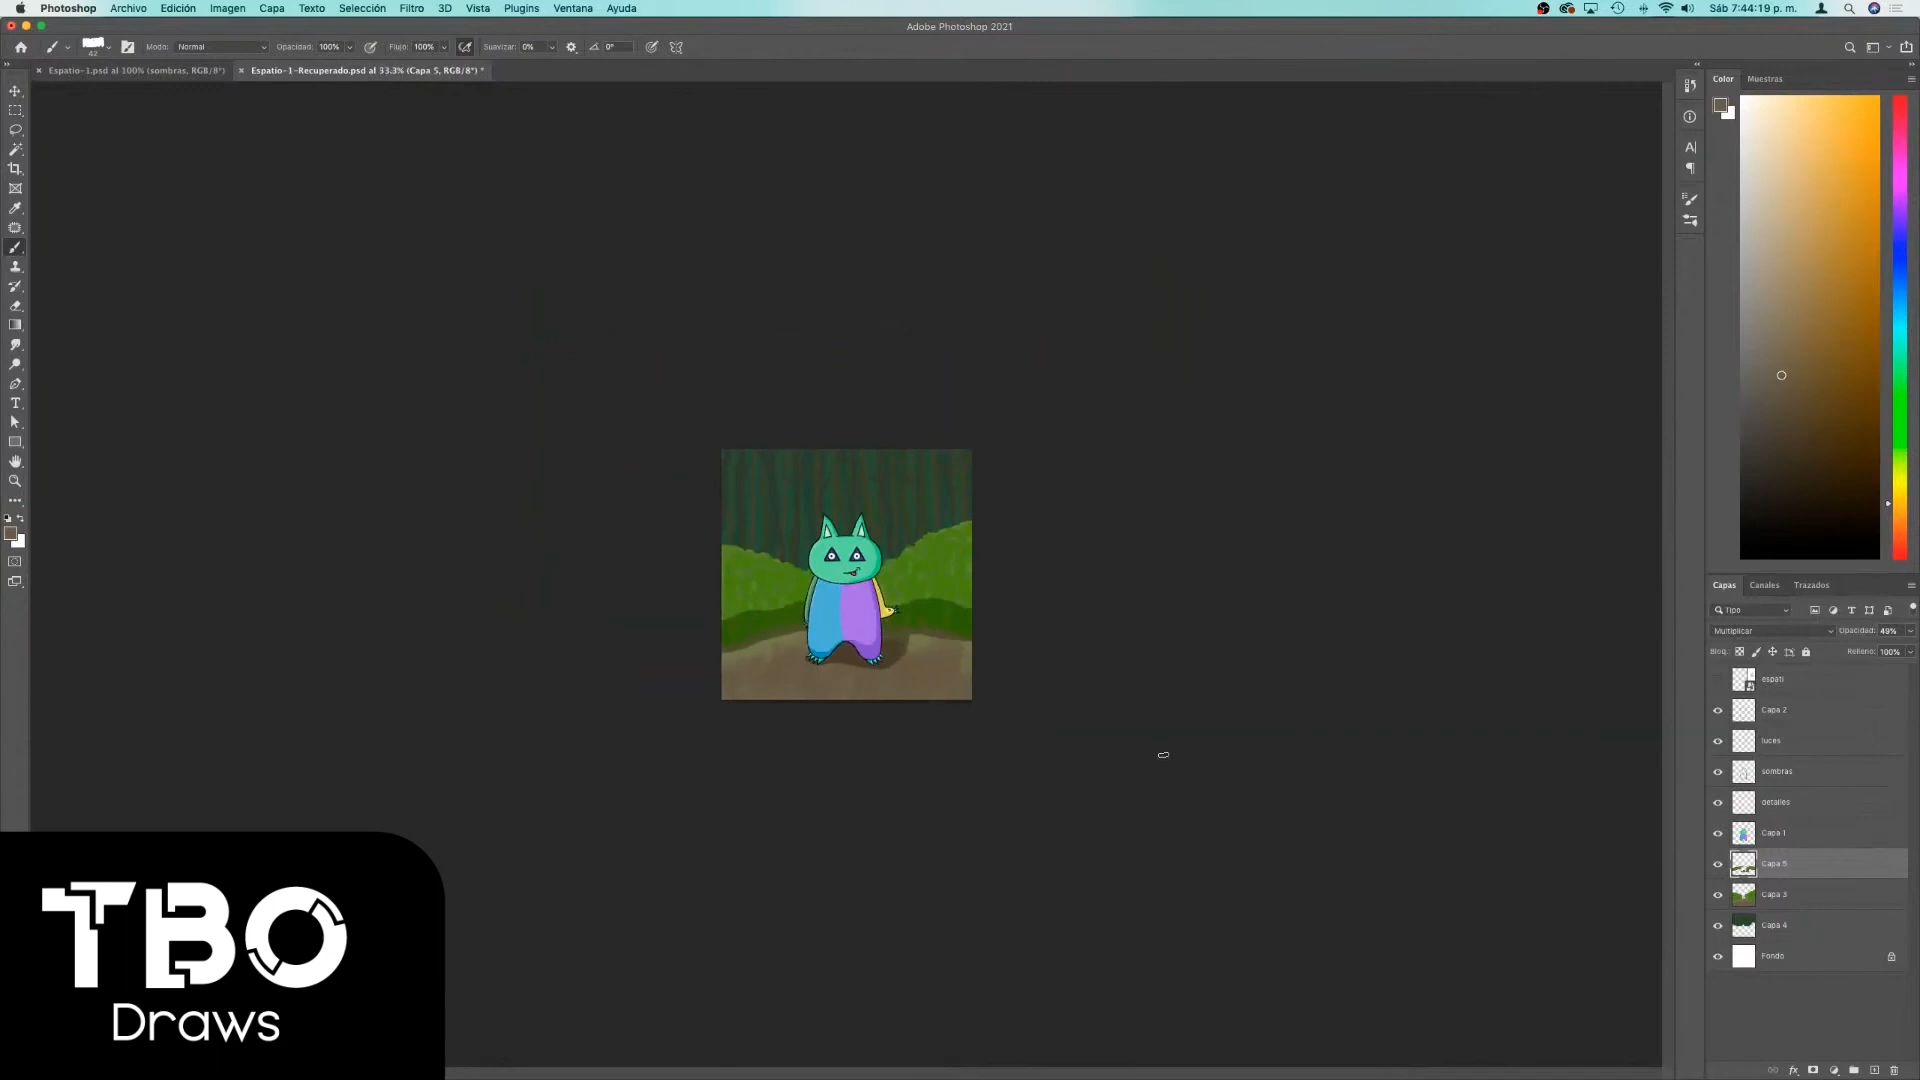 Photoshop Archivo Edición Imagen Capa Texto Selección Filtro 3D Vista Plugins Ventana Ayuda Sáb 7:44:19 p. m.
Adobe Photoshop 2021
42 Modo: Normal Opacidad: 100% Flujo: 100% Suavizar: 0% 0°
Espatio-1.psd al 100% (sombras, RGB/8*) Espatio-1-Recuperado.psd al 33.3% (Capa 5, RGB/8*) *
Color Muestras
Capas Canales Trazados
Tipo
Multiplicar Opacidad: 49%
Bloq.: Relleno: 100%
espati
Capa 2
luces
sombras
detalles
Capa 1
Capa 5
Capa 3
Capa 4
Fondo
TBO
Draws